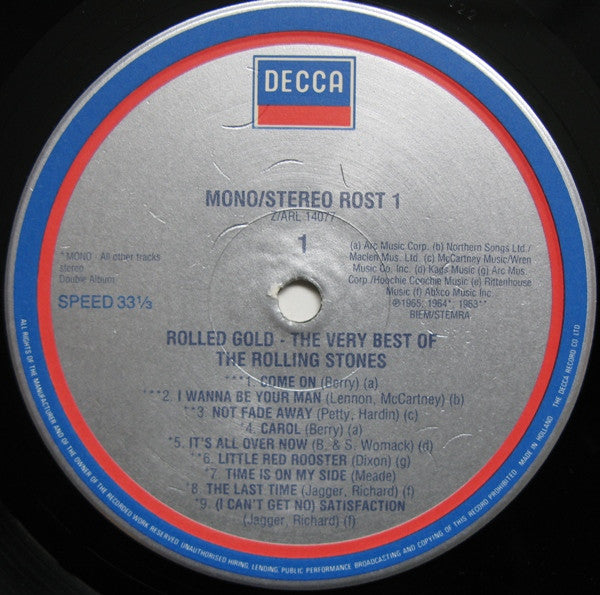 DECCA
MONO/STEREO ROST 1
Z/ARL 14077
1
*MONO - All other tracks
stereo
Double Album
SPEED 33⅓
(a) Arc Music Corp. (b) Northern Songs Ltd./
Maclen Mus. Ltd. (c) McCartney Music/Wren
Music Co. Inc. (d) Kags Music (g) Arc Mus.
Corp./Hoochie Coochie Music (e) Rittenhouse
Music (f) Abkco Music Inc.
℗1965, 1964*, 1963**
BIEM/STEMRA
ROLLED GOLD - THE VERY BEST OF
THE ROLLING STONES
***1. COME ON (Berry) (a)
***2. I WANNA BE YOUR MAN (Lennon, McCartney) (b)
**3. NOT FADE AWAY (Petty, Hardin) (c)
*4. CAROL (Berry) (a)
*5. IT'S ALL OVER NOW (B. & S. Womack) (d)
**6. LITTLE RED ROOSTER (Dixon) (g)
*7. TIME IS ON MY SIDE (Meade)
*8. THE LAST TIME (Jagger, Richard) (f)
*9. (I CAN'T GET NO) SATISFACTION
(Jagger, Richard) (f)
ALL RIGHTS OF THE MANUFACTURER AND OF THE OWNER OF THE RECORDED WORK RESERVED UNAUTHORISED HIRING, LENDING, PUBLIC PERFORMANCE BROADCASTING AND COPYING OF THIS RECORD PROHIBITED. MADE IN HOLLAND THE DECCA RECORD CO LTD